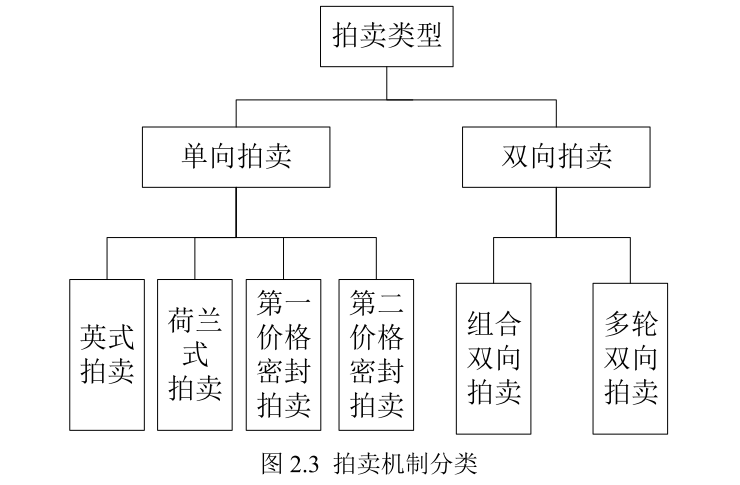 拍卖类型
单向拍卖
双向拍卖
英式
拍卖
荷兰
式
拍卖
第一
价格
密封
拍卖
第二
价格
密封
拍卖
组合
双向
拍卖
多轮
双向
拍卖
图 2.3 拍卖机制分类